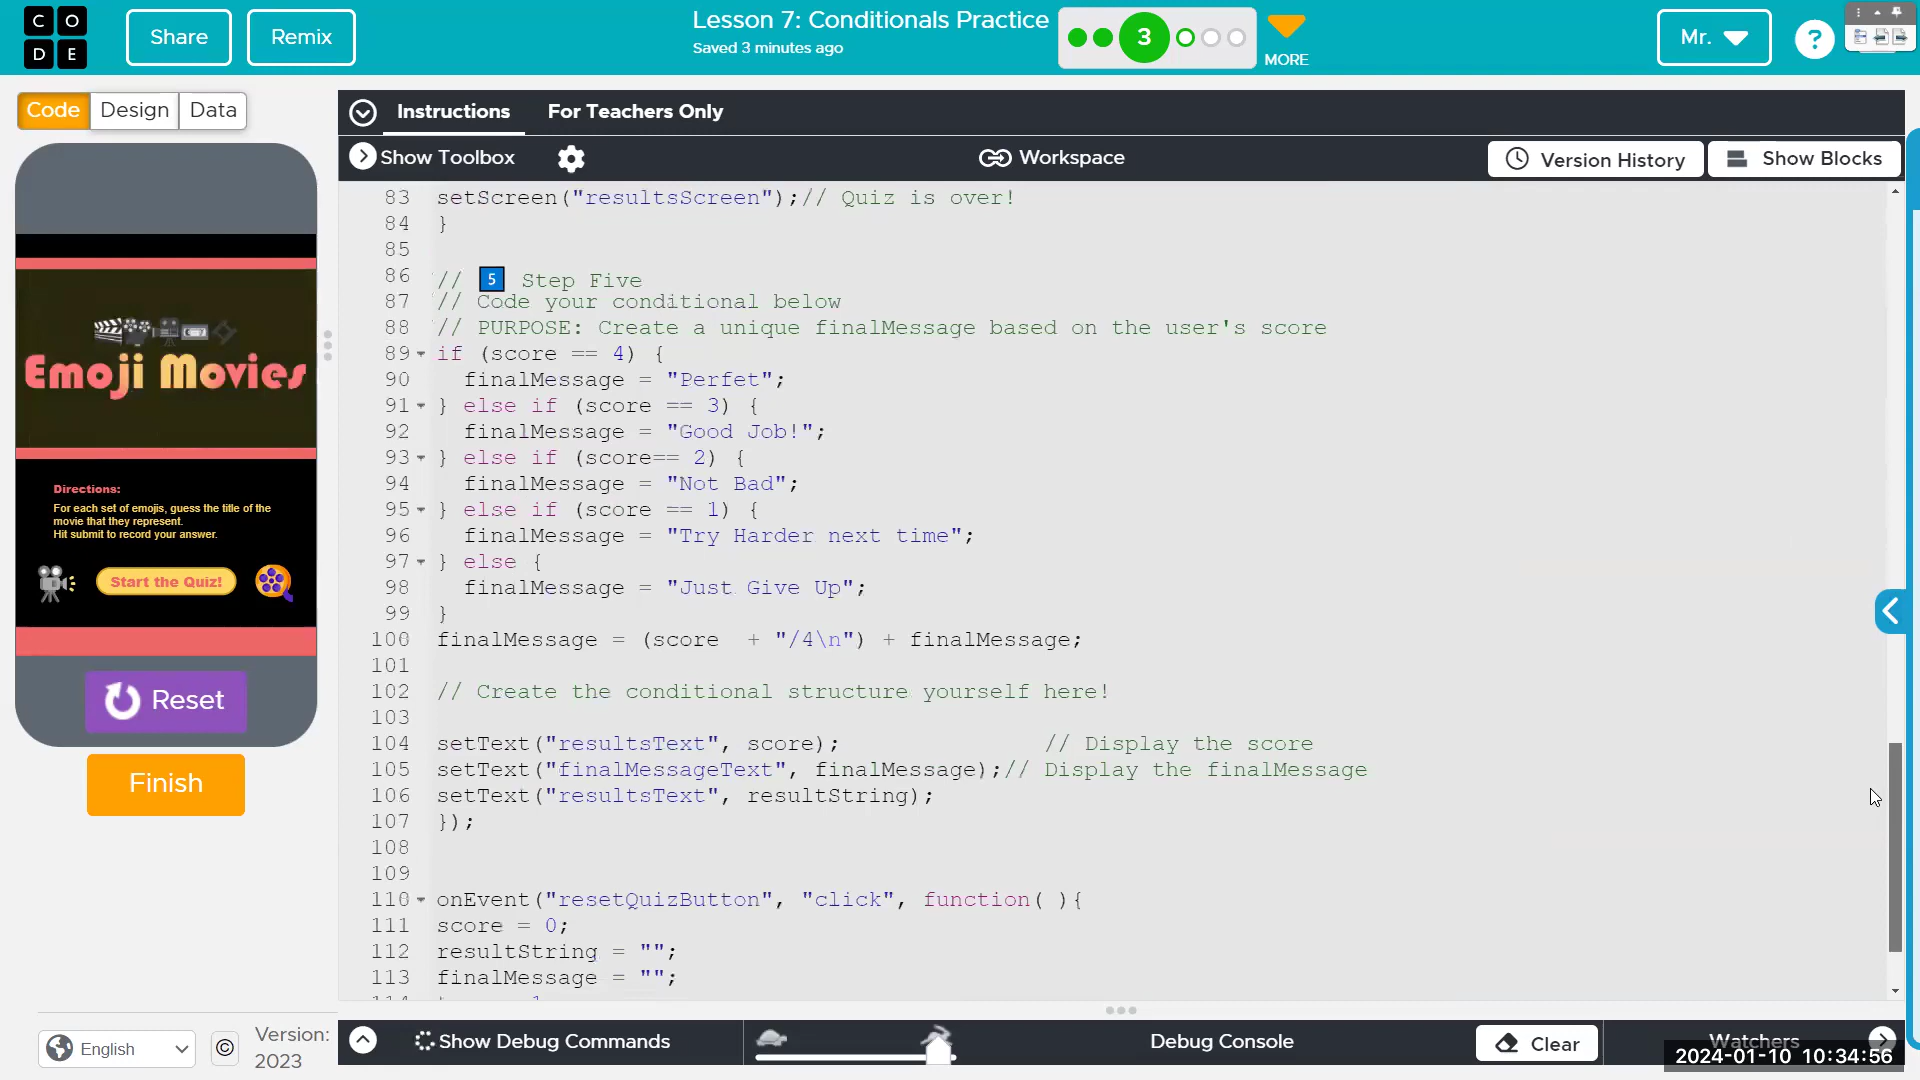 CODE
Share
Remix
Lesson 7: Conditionals Practice
Saved 3 minutes ago
3
MORE
Mr.
?
Code
Design
Data
Instructions
For Teachers Only
Show Toolbox
Workspace
Version History
Show Blocks
Emoji Movies
Directions:
For each set of emojis, guess the title of the
movie that they represent.
Hit submit to record your answer.
Start the Quiz!
Reset
Finish
83 setScreen("resultsScreen");// Quiz is over!
84 }
85
86 // 5 Step Five
87 // Code your conditional below
88 // PURPOSE: Create a unique finalMessage based on the user's score
89 if (score == 4) {
90 finalMessage = "Perfet";
91 } else if (score == 3) {
92 finalMessage = "Good Job!";
93 } else if (score== 2) {
94 finalMessage = "Not Bad";
95 } else if (score == 1) {
96 finalMessage = "Try Harder next time";
97 } else {
98 finalMessage = "Just Give Up";
99 }
100 finalMessage = (score + "/4\n") + finalMessage;
101
102 // Create the conditional structure yourself here!
103
104 setText("resultsText", score); // Display the score
105 setText("finalMessageText", finalMessage);// Display the finalMessage
106 setText("resultsText", resultString);
107 });
108
109
110 onEvent("resetQuizButton", "click", function( ){
111 score = 0;
112 resultString = "";
113 finalMessage = "";
English
©
Version:
2023
Show Debug Commands
Debug Console
Clear
Watchers
2024-01-10 10:34:56